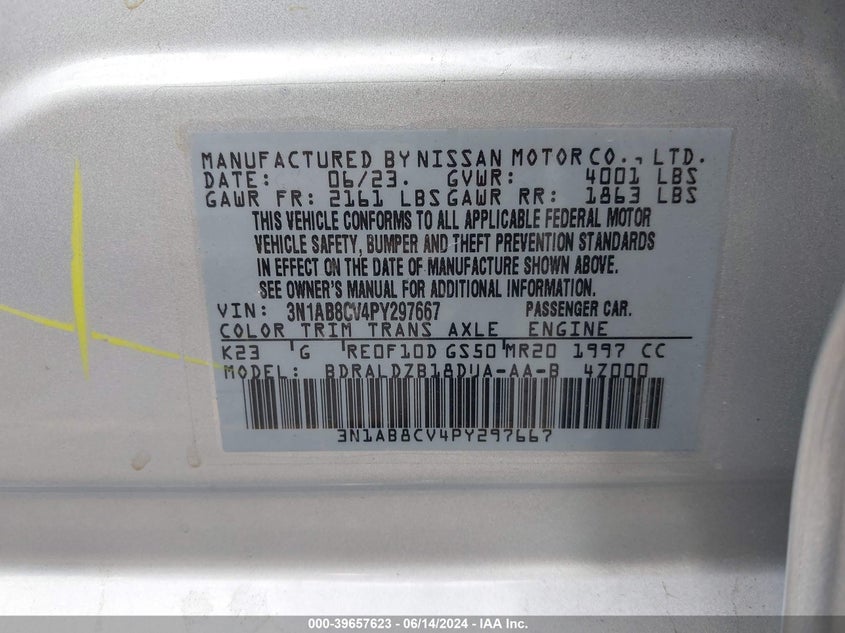 MANUFACTURED BY NISSAN MOTOR CO., LTD.
DATE: 06/23. GVWR: 4001 LBS
GAWR FR: 2161 LBS GAWR RR: 1863 LBS
THIS VEHICLE CONFORMS TO ALL APPLICABLE FEDERAL MOTOR
VEHICLE SAFETY, BUMPER AND THEFT PREVENTION STANDARDS
IN EFFECT ON THE DATE OF MANUFACTURE SHOWN ABOVE.
SEE OWNER'S MANUAL FOR ADDITIONAL INFORMATION.
VIN: 3N1AB8CV4PY297667 PASSENGER CAR.
COLOR TRIM TRANS AXLE ENGINE
K23 G RE0F10D GS50 MR20 1997 CC
MODEL: BDRALDZB18DUA-AA-B 4Z000
3N1AB8CV4PY297667
000-39657623 - 06/14/2024 - IAA Inc.